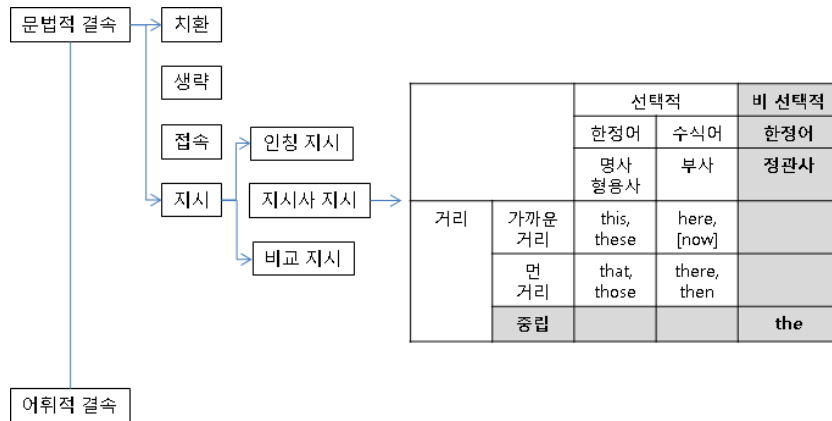 문법적 결속
치환
생략
접속
지시
인칭 지시
지시사 지시
비교 지시
어휘적 결속
선택적 비 선택적
한정어 수식어 한정어
명사 부사 정관사
형용사
거리 가까운 this, here,
거리 these [now]
먼 that, there,
거리 those then
중립 the